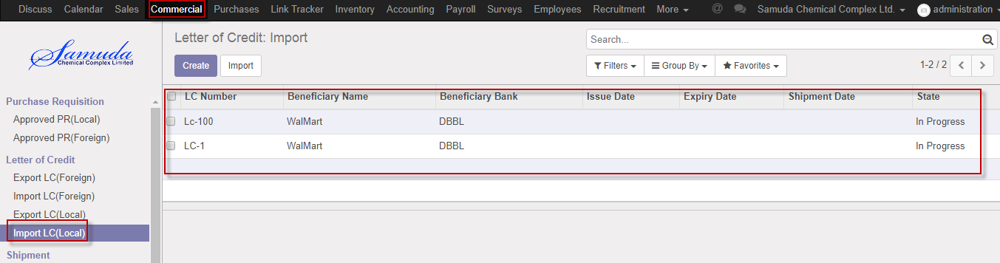 Discuss Calendar Sales Commercial Purchases Link Tracker Inventory Accounting Payroll Surveys Employees Recruitment More @ Samuda Chemical Complex Ltd. administration
Samuda
Chemical Complex Limited
Purchase Requisition
Approved PR(Local)
Approved PR(Foreign)
Letter of Credit
Export LC(Foreign)
Import LC(Foreign)
Export LC(Local)
Import LC(Local)
Shipment
Letter of Credit: Import
Search...
Create Import
Filters Group By Favorites 1-2 / 2
LC Number Beneficiary Name Beneficiary Bank Issue Date Expiry Date Shipment Date State
Lc-100 WalMart DBBL In Progress
LC-1 WalMart DBBL In Progress